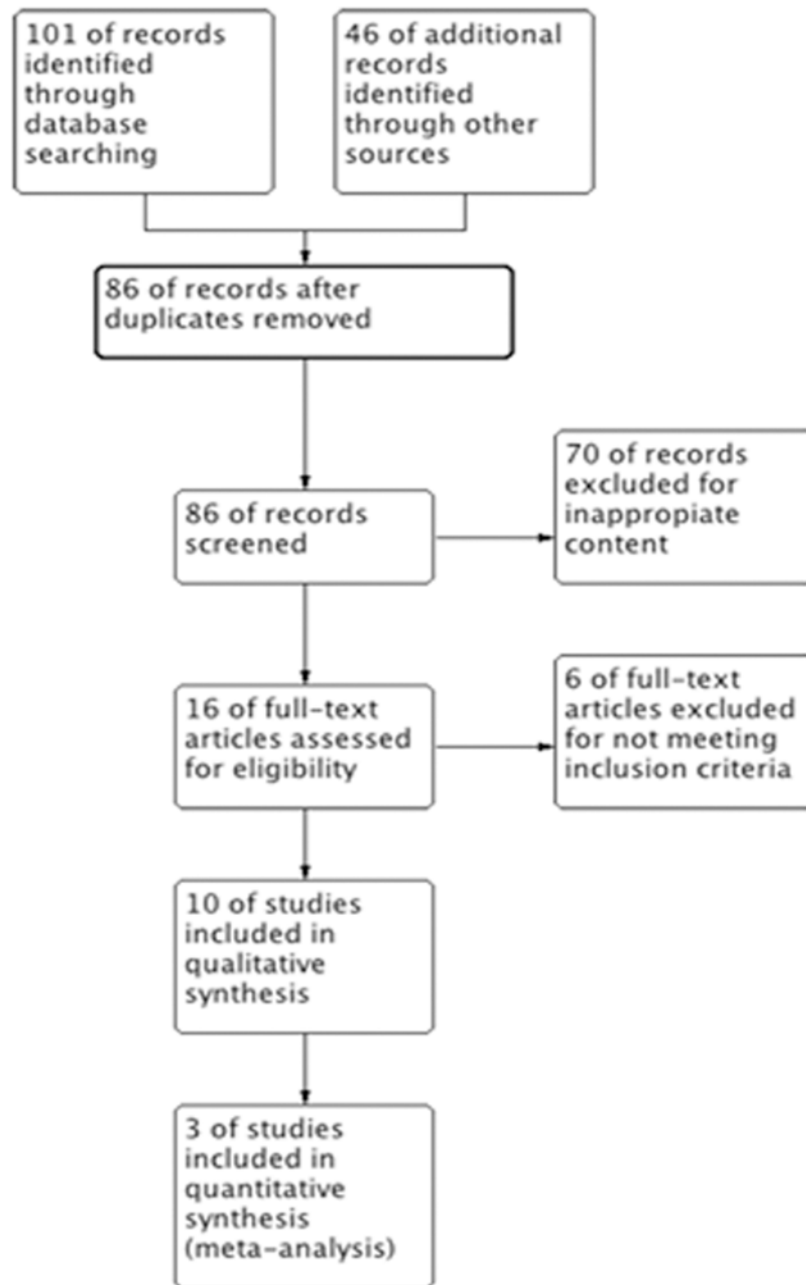 101 of records
identified
through
database
searching
46 of additional
records
identified
through other
sources
86 of records after
duplicates removed
86 of records
screened
70 of records
excluded for
inappropiate
content
16 of full-text
articles assessed
for eligibility
6 of full-text
articles excluded
for not meeting
inclusion criteria
10 of studies
included in
qualitative
synthesis
3 of studies
included in
quantitative
synthesis
(meta-analysis)